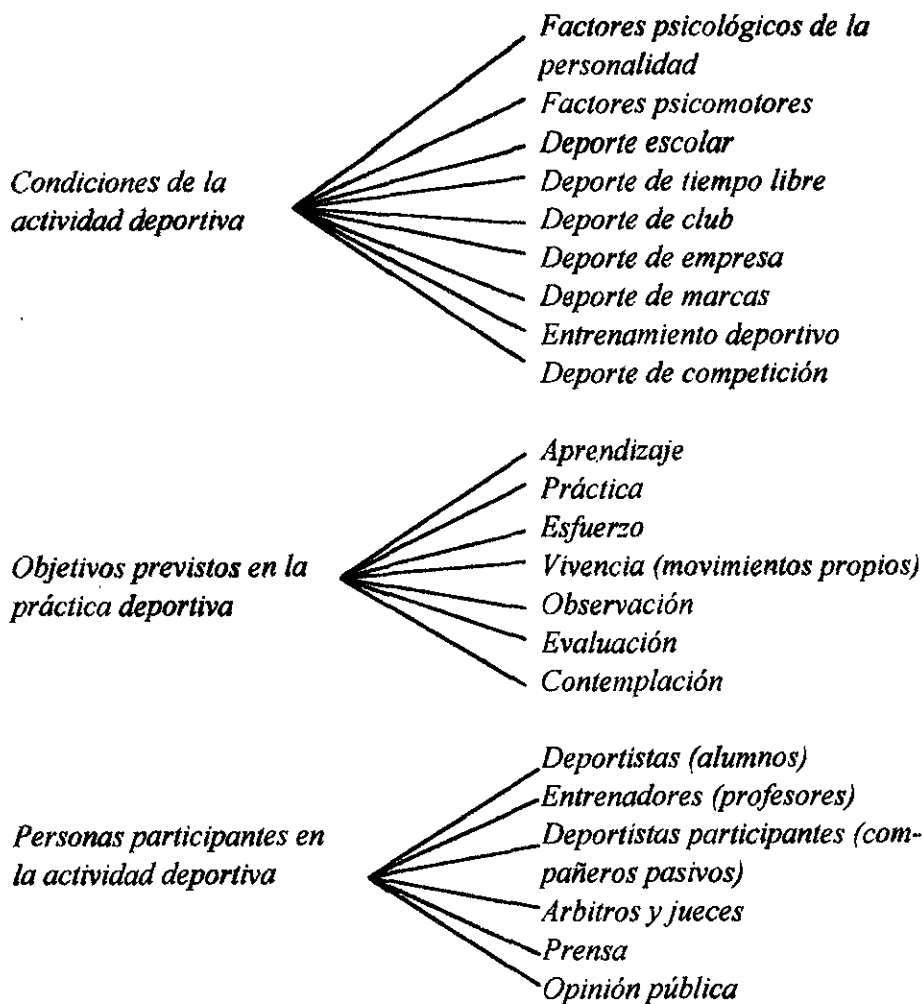 Factores psicológicos de la
personalidad
Factores psicomotores
Deporte escolar
Condiciones de la
actividad deportiva
Deporte de tiempo libre
Deporte de club
Deporte de empresa
Deporte de marcas
Entrenamiento deportivo
Deporte de competición
Aprendizaje
Práctica
Esfuerzo
Objetivos previstos en la
práctica deportiva
Vivencia (movimientos propios)
Observación
Evaluación
Contemplación
Deportistas (alumnos)
Entrenadores (profesores)
Personas participantes en
la actividad deportiva
Deportistas participantes (com-
pañeros pasivos)
Arbitros y jueces
Prensa
Opinión pública